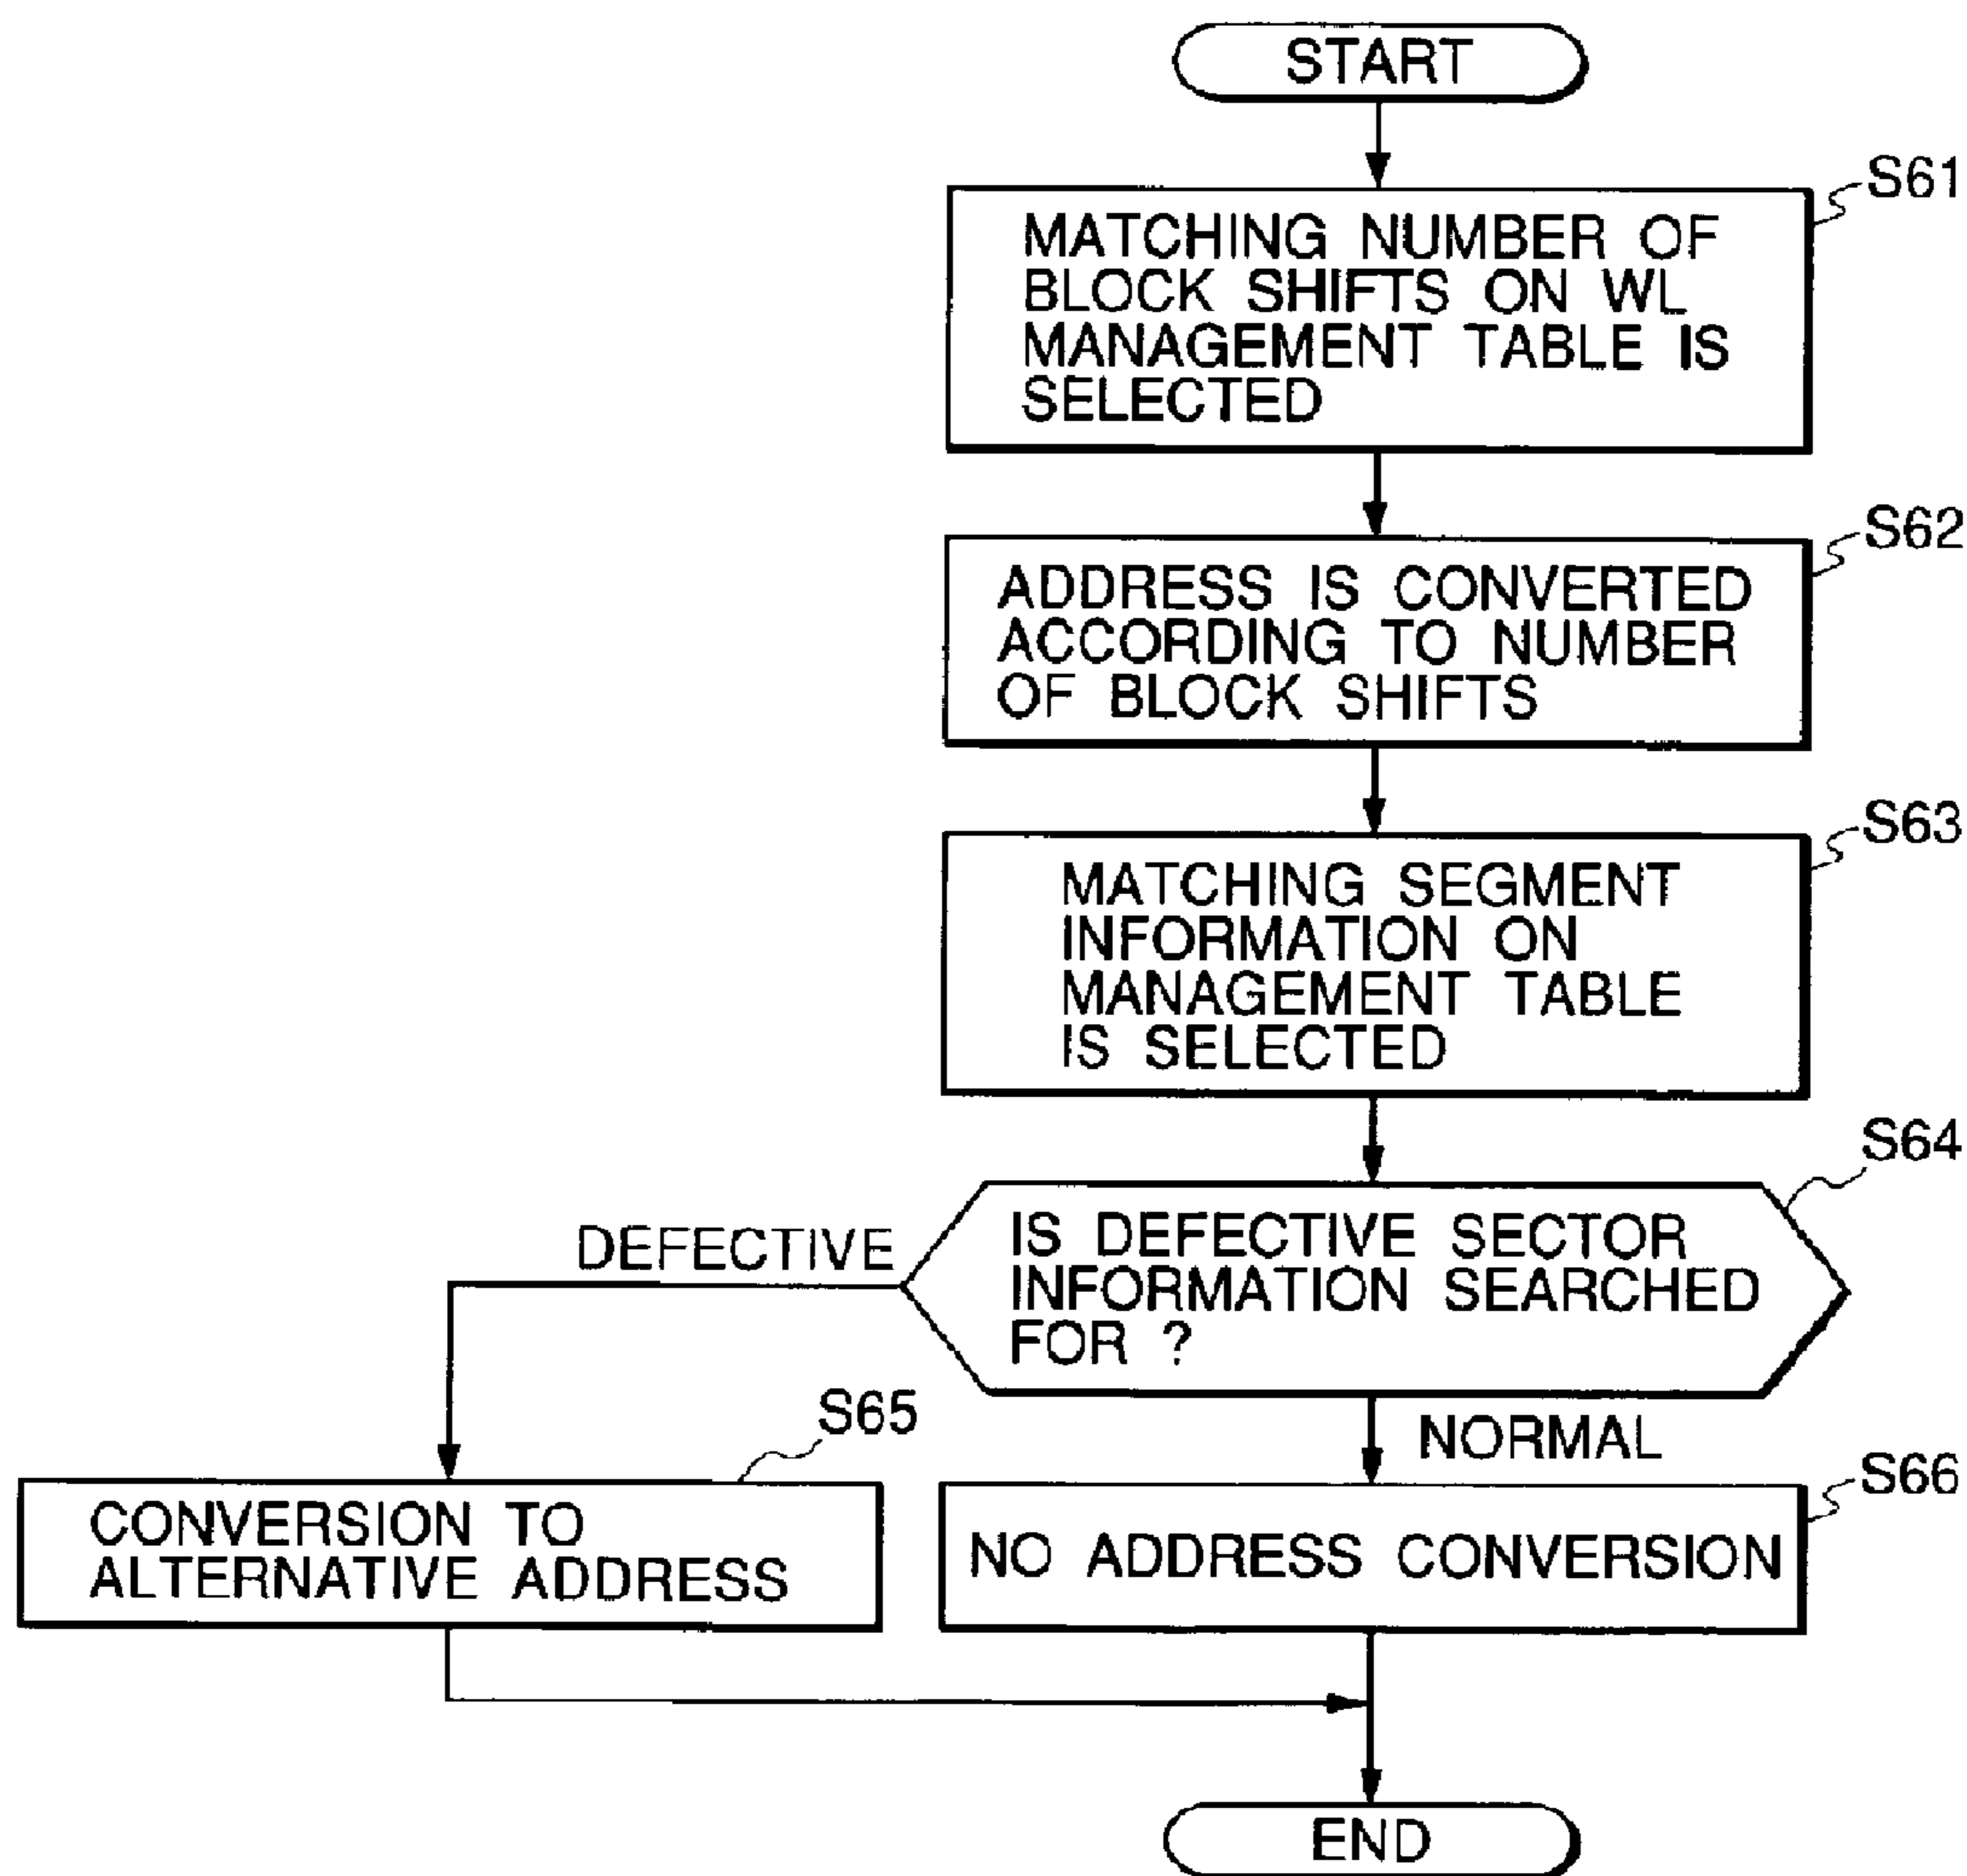 START
S61
MATCHING NUMBER OF
BLOCK SHIFTS ON WL
MANAGEMENT TABLE IS
SELECTED
S62
ADDRESS IS CONVERTED
ACCORDING TO NUMBER
OF BLOCK SHIFTS
S63
MATCHING SEGMENT
INFORMATION ON
MANAGEMENT TABLE
IS SELECTED
S64
IS DEFECTIVE SECTOR
INFORMATION SEARCHED
FOR ?
DEFECTIVE
NORMAL
S65
CONVERSION TO
ALTERNATIVE ADDRESS
S66
NO ADDRESS CONVERSION
END